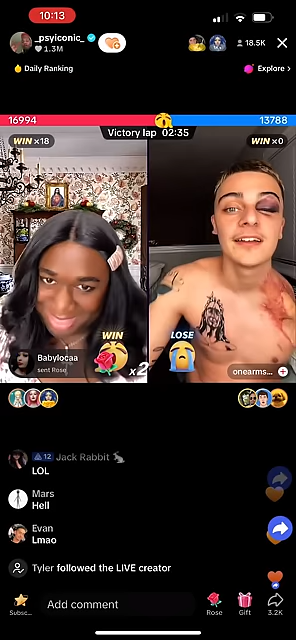 10:13
_psyiconic_
1.3M
18.5K
Daily Ranking
Explore >
16994
13788
WIN ×18
Victory lap 02:35
WIN ×0
WIN
LOSE
Babylocaa
sent Rose
x2
onearms...
12 Jack Rabbit
LOL
Mars
Hell
Evan
Lmao
Tyler followed the LIVE creator
Subsc...
Add comment
Rose
Gift
3.2K